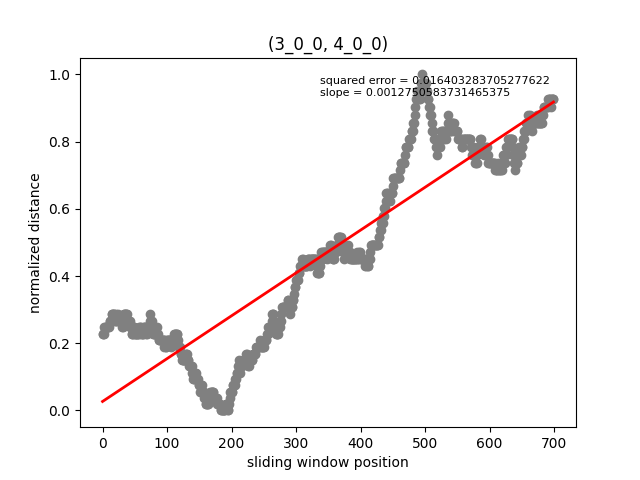 (3_0_0, 4_0_0)
squared error = 0.016403283705277622
slope = 0.0012750583731465375
1.0
0.8
0.6
0.4
0.2
0.0
normalized distance
0 100 200 300 400 500 600 700
sliding window position